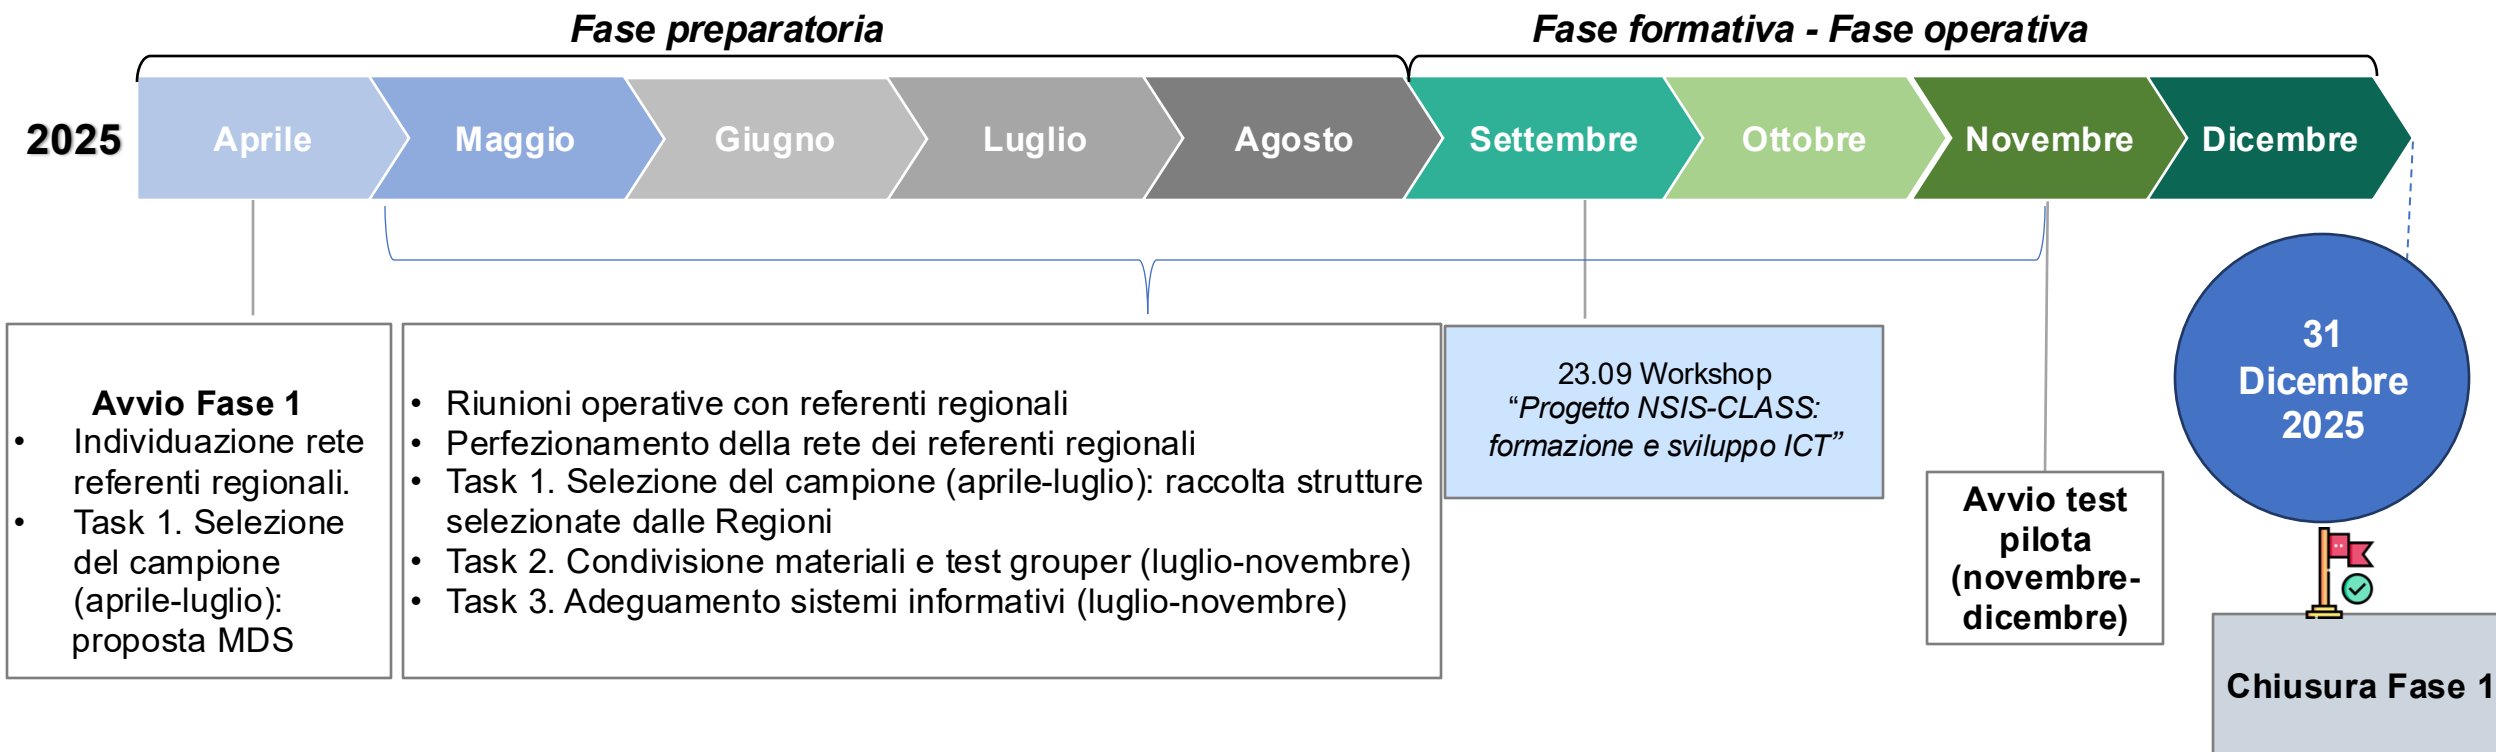 Fase preparatoria
Fase formativa - Fase operativa
2025
Aprile
Maggio
Giugno
Luglio
Agosto
Settembre
Ottobre
Novembre
Dicembre
Avvio Fase 1
• Individuazione rete
referenti regionali.
• Task 1. Selezione
del campione
(aprile-luglio):
proposta MDS
• Riunioni operative con referenti regionali
• Perfezionamento della rete dei referenti regionali
• Task 1. Selezione del campione (aprile-luglio): raccolta strutture
selezionate dalle Regioni
• Task 2. Condivisione materiali e test grouper (luglio-novembre)
• Task 3. Adeguamento sistemi informativi (luglio-novembre)
23.09 Workshop
“Progetto NSIS-CLASS:
formazione e sviluppo ICT”
Avvio test
pilota
(novembre-
dicembre)
31
Dicembre
2025
Chiusura Fase 1